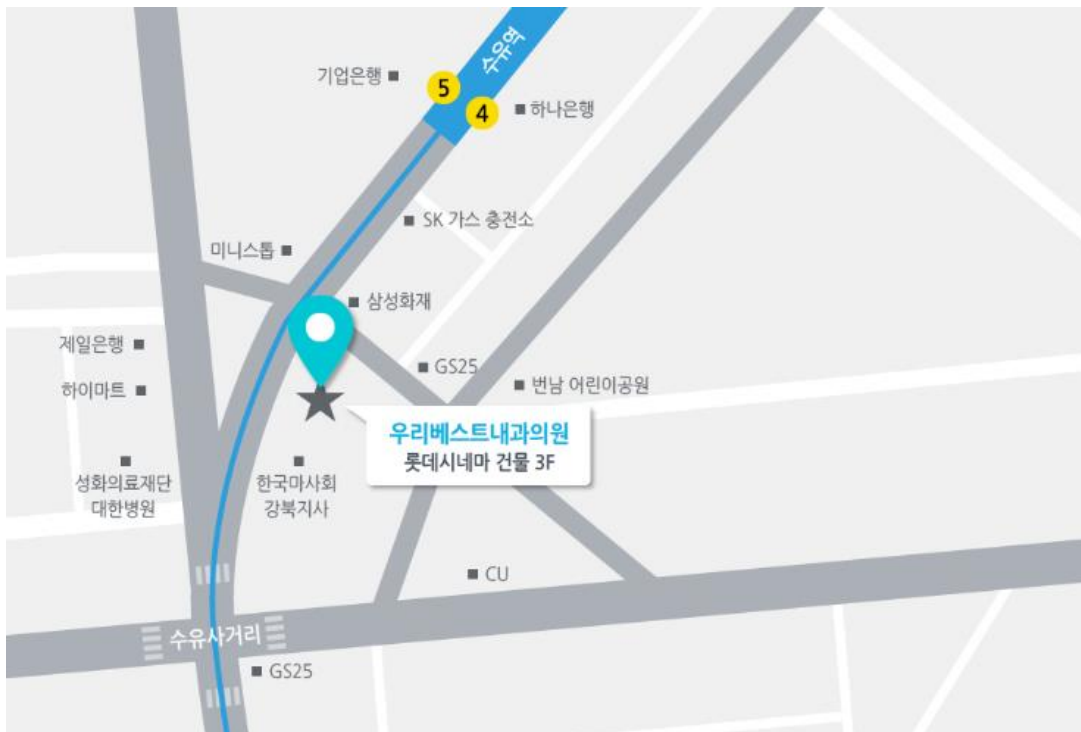 수유역
기업은행
5
4
하나은행
SK 가스 충전소
미니스톱
삼성화재
제일은행
GS25
하이마트
번남 어린이공원
우리베스트내과의원
롯데시네마 건물 3F
성화의료재단
대한병원
한국마사회
강북지사
CU
수유사거리
GS25